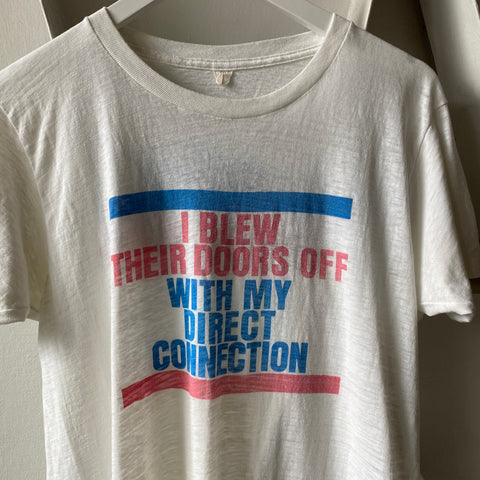 I BLEW
THEIR DOORS OFF
WITH MY
DIRECT
CONNECTION